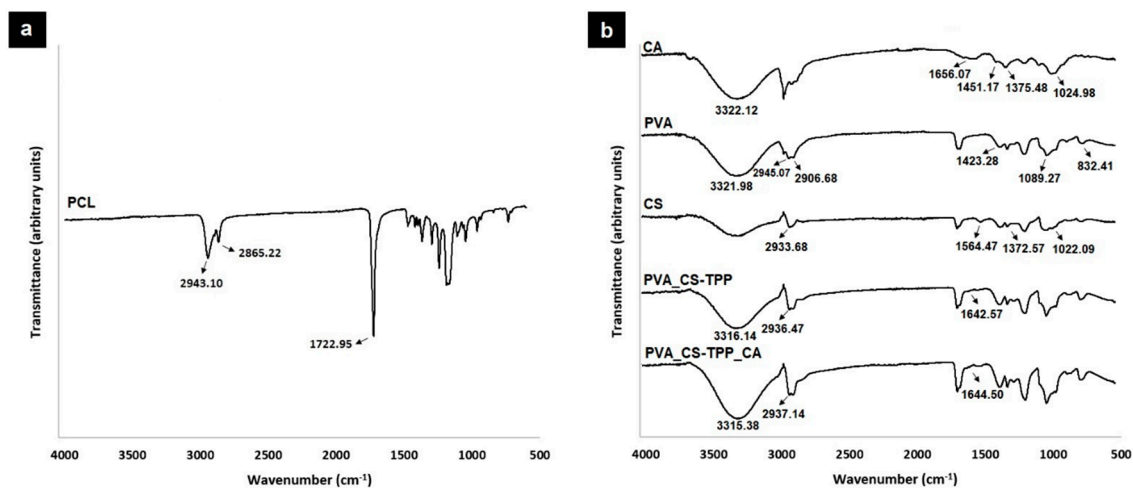 a
Transmittance (arbitrary units)
PCL
2865.22
2943.10
1722.95
4000 3000 2000 1500 1000 500
Wavenumber (cm-1)
b
Transmittance (arbitrary units)
CA
1656.07
1451.17
1375.48
1024.98
3322.12
PVA
2945.07
2906.68
1423.28
832.41
1089.27
3321.98
CS
2933.68
1564.47
1372.57
1022.09
PVA_CS-TPP
3316.14
2936.47
1642.57
PVA_CS-TPP_CA
3315.38
2937.14
1644.50
4000 3000 2000 1500 1000 500
Wavenumber (cm-1)